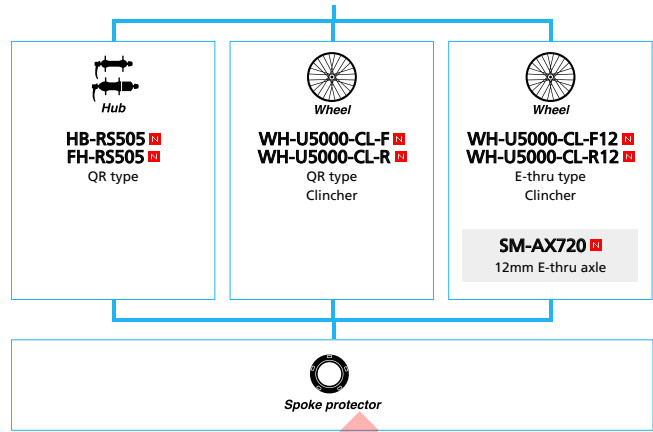 Hub
HB-RS505 N
FH-RS505 N
QR type
Wheel
WH-U5000-CL-F N
WH-U5000-CL-R N
QR type
Clincher
Wheel
WH-U5000-CL-F12 N
WH-U5000-CL-R12 N
E-thru type
Clincher
SM-AX720 N
12mm E-thru axle
Spoke protector